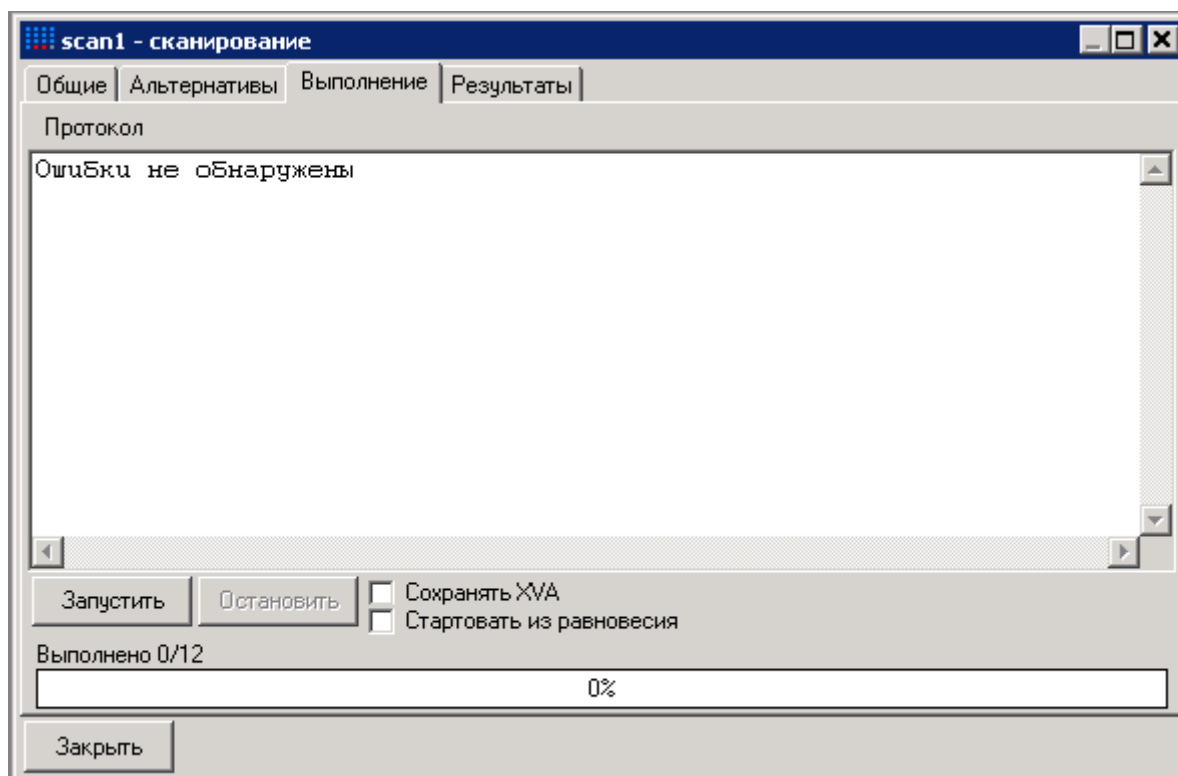 scan1 - сканирование
Общие Альтернативы Выполнение Результаты
Протокол
Ошибки не обнаружены
Запустить Остановить Сохранять XVA
Стартовать из равновесия
Выполнено 0/12
0%
Закрыть